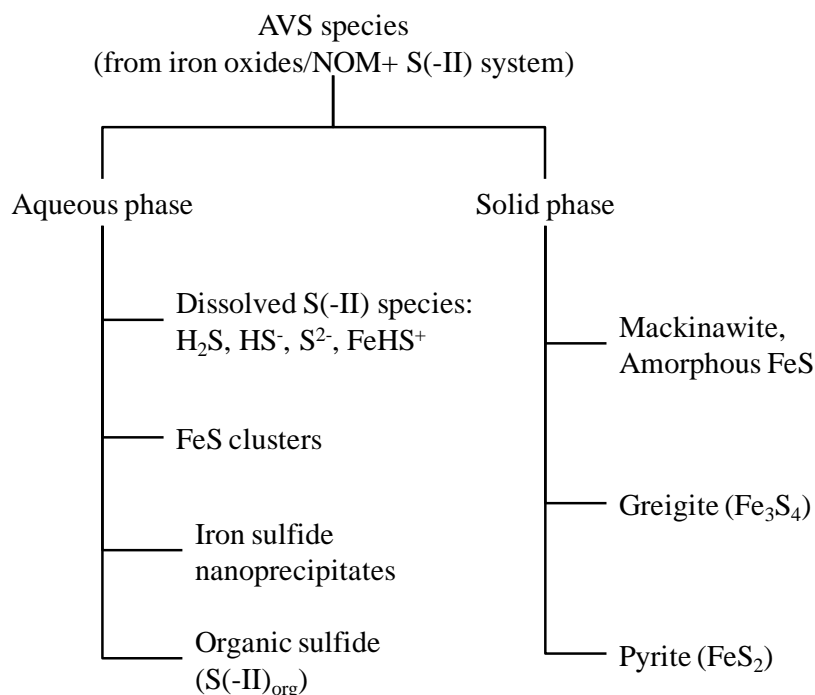 AVS species
(from iron oxides/NOM+ S(-II) system)
Aqueous phase
Dissolved S(-II) species:
H₂S, HS⁻, S²⁻, FeHS⁺
FeS clusters
Iron sulfide
nanoprecipitates
Organic sulfide
(S(-II)ₒᵣg)
Solid phase
Mackinawite,
Amorphous FeS
Greigite (Fe₃S₄)
Pyrite (FeS₂)